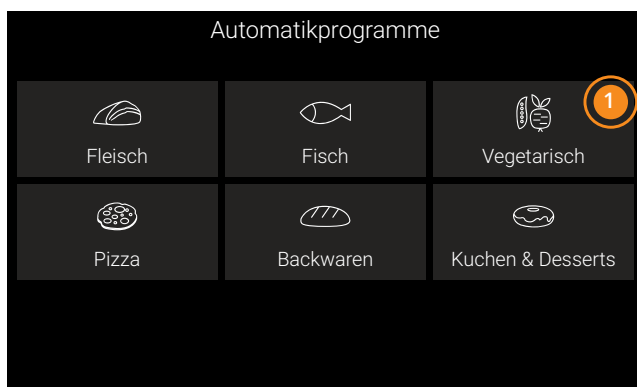 Automatikprogramme
1
Fleisch
Fisch
Vegetarisch
Pizza
Backwaren
Kuchen & Desserts